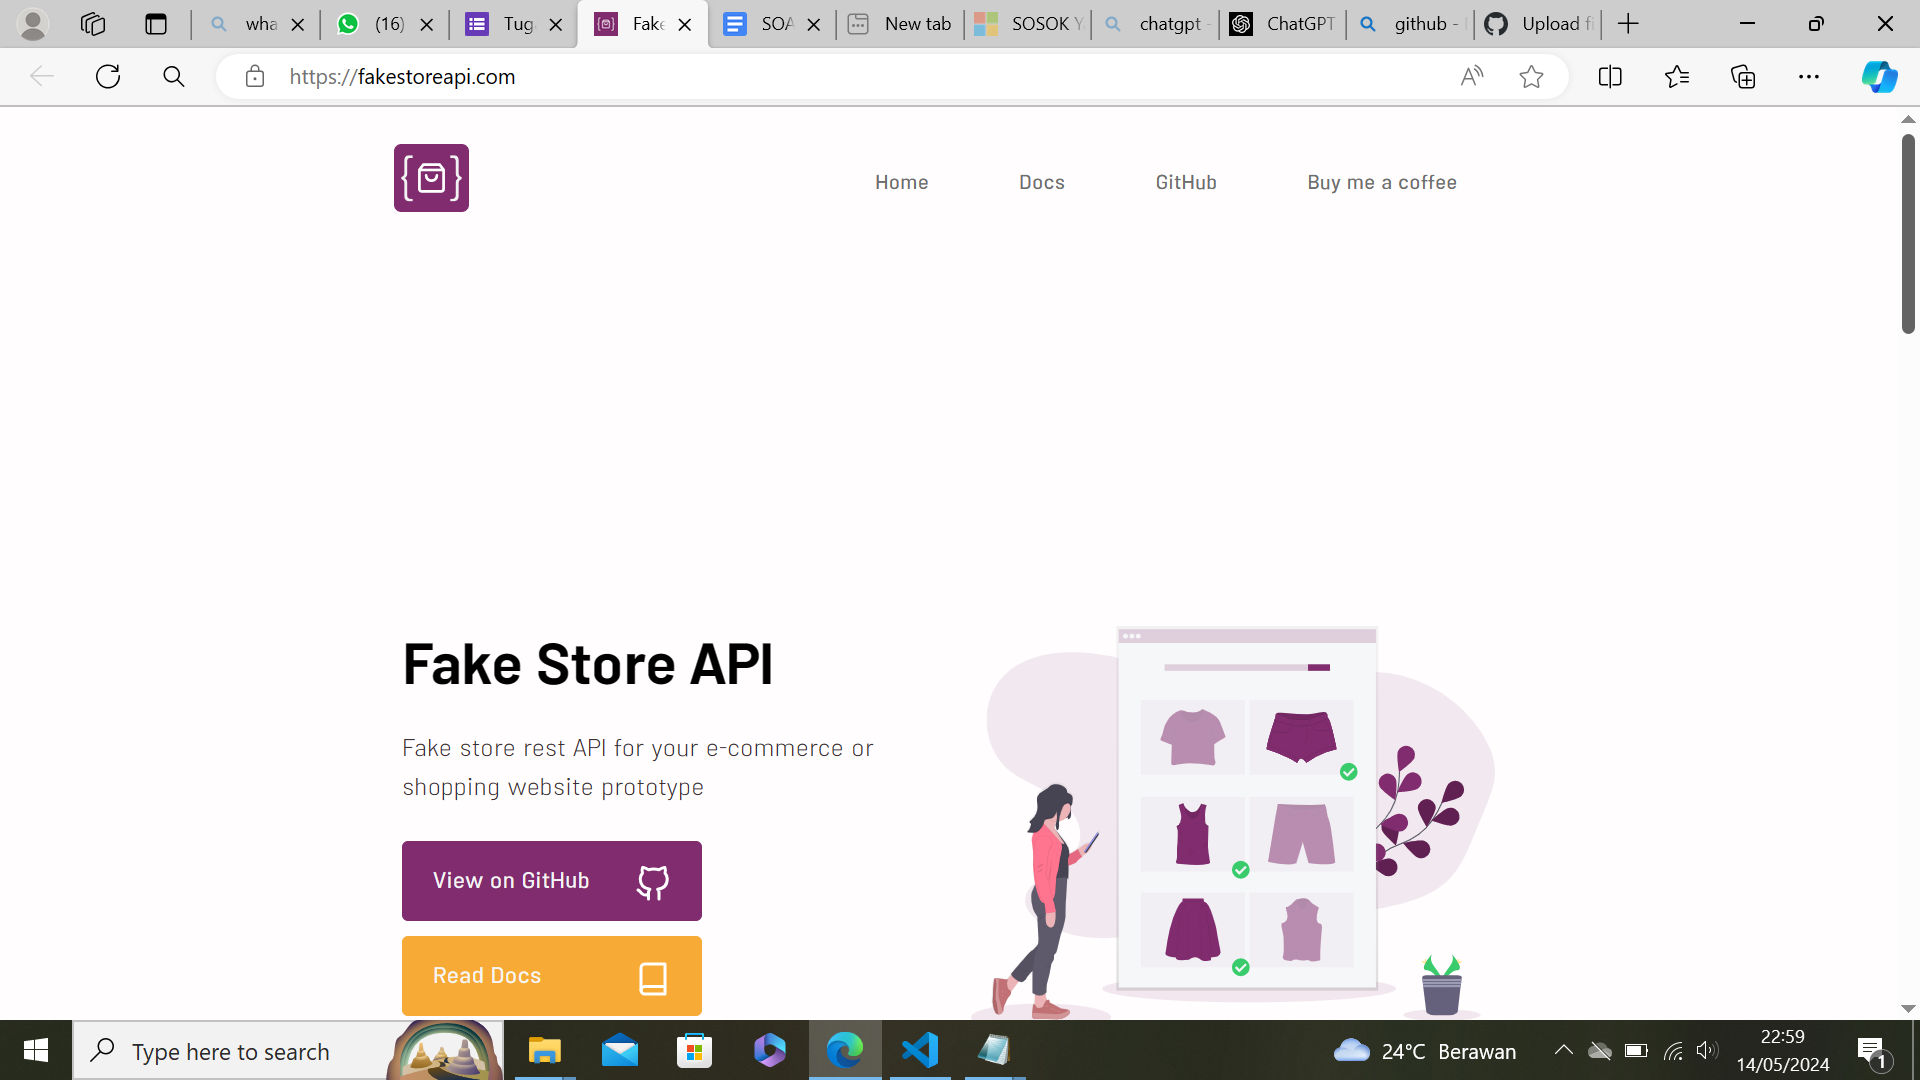 wha
(16)
Tug
Fake
SOA
New tab
SOSOK Y
chatgpt -
ChatGPT
github -
Upload fi
https://fakestoreapi.com
Home
Docs
GitHub
Buy me a coffee
Fake Store API
Fake store rest API for your e-commerce or
shopping website prototype
View on GitHub
Read Docs
Type here to search
24°C Berawan
22:59
14/05/2024
1